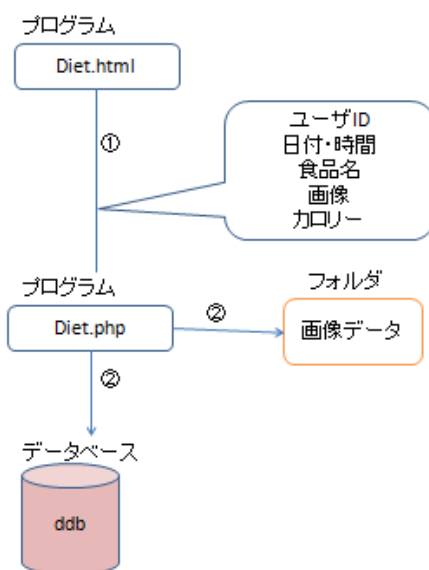 プログラム
Diet.html
①
ユーザID
日付・時間
食品名
画像
カロリー
プログラム
Diet.php
②
フォルダ
画像データ
②
データベース
ddb